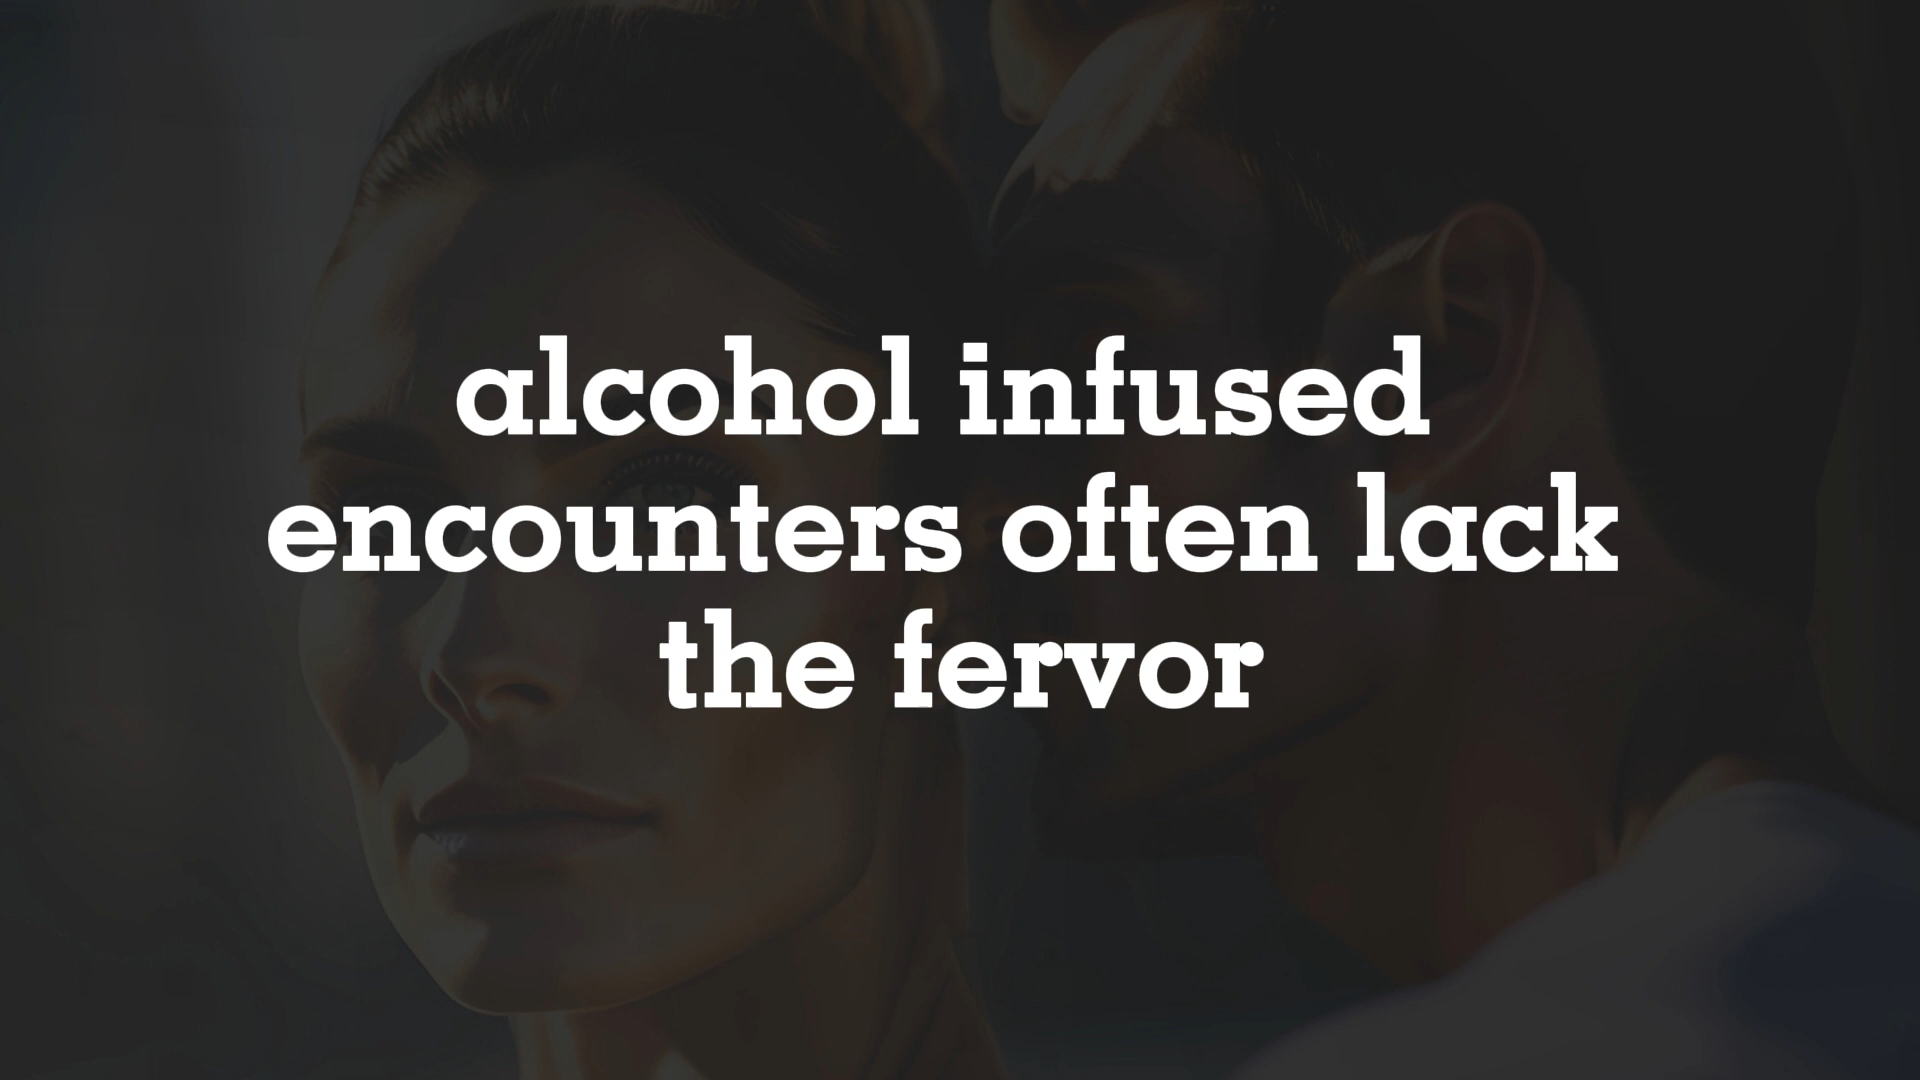 alcohol infused
encounters often lack
the fervor